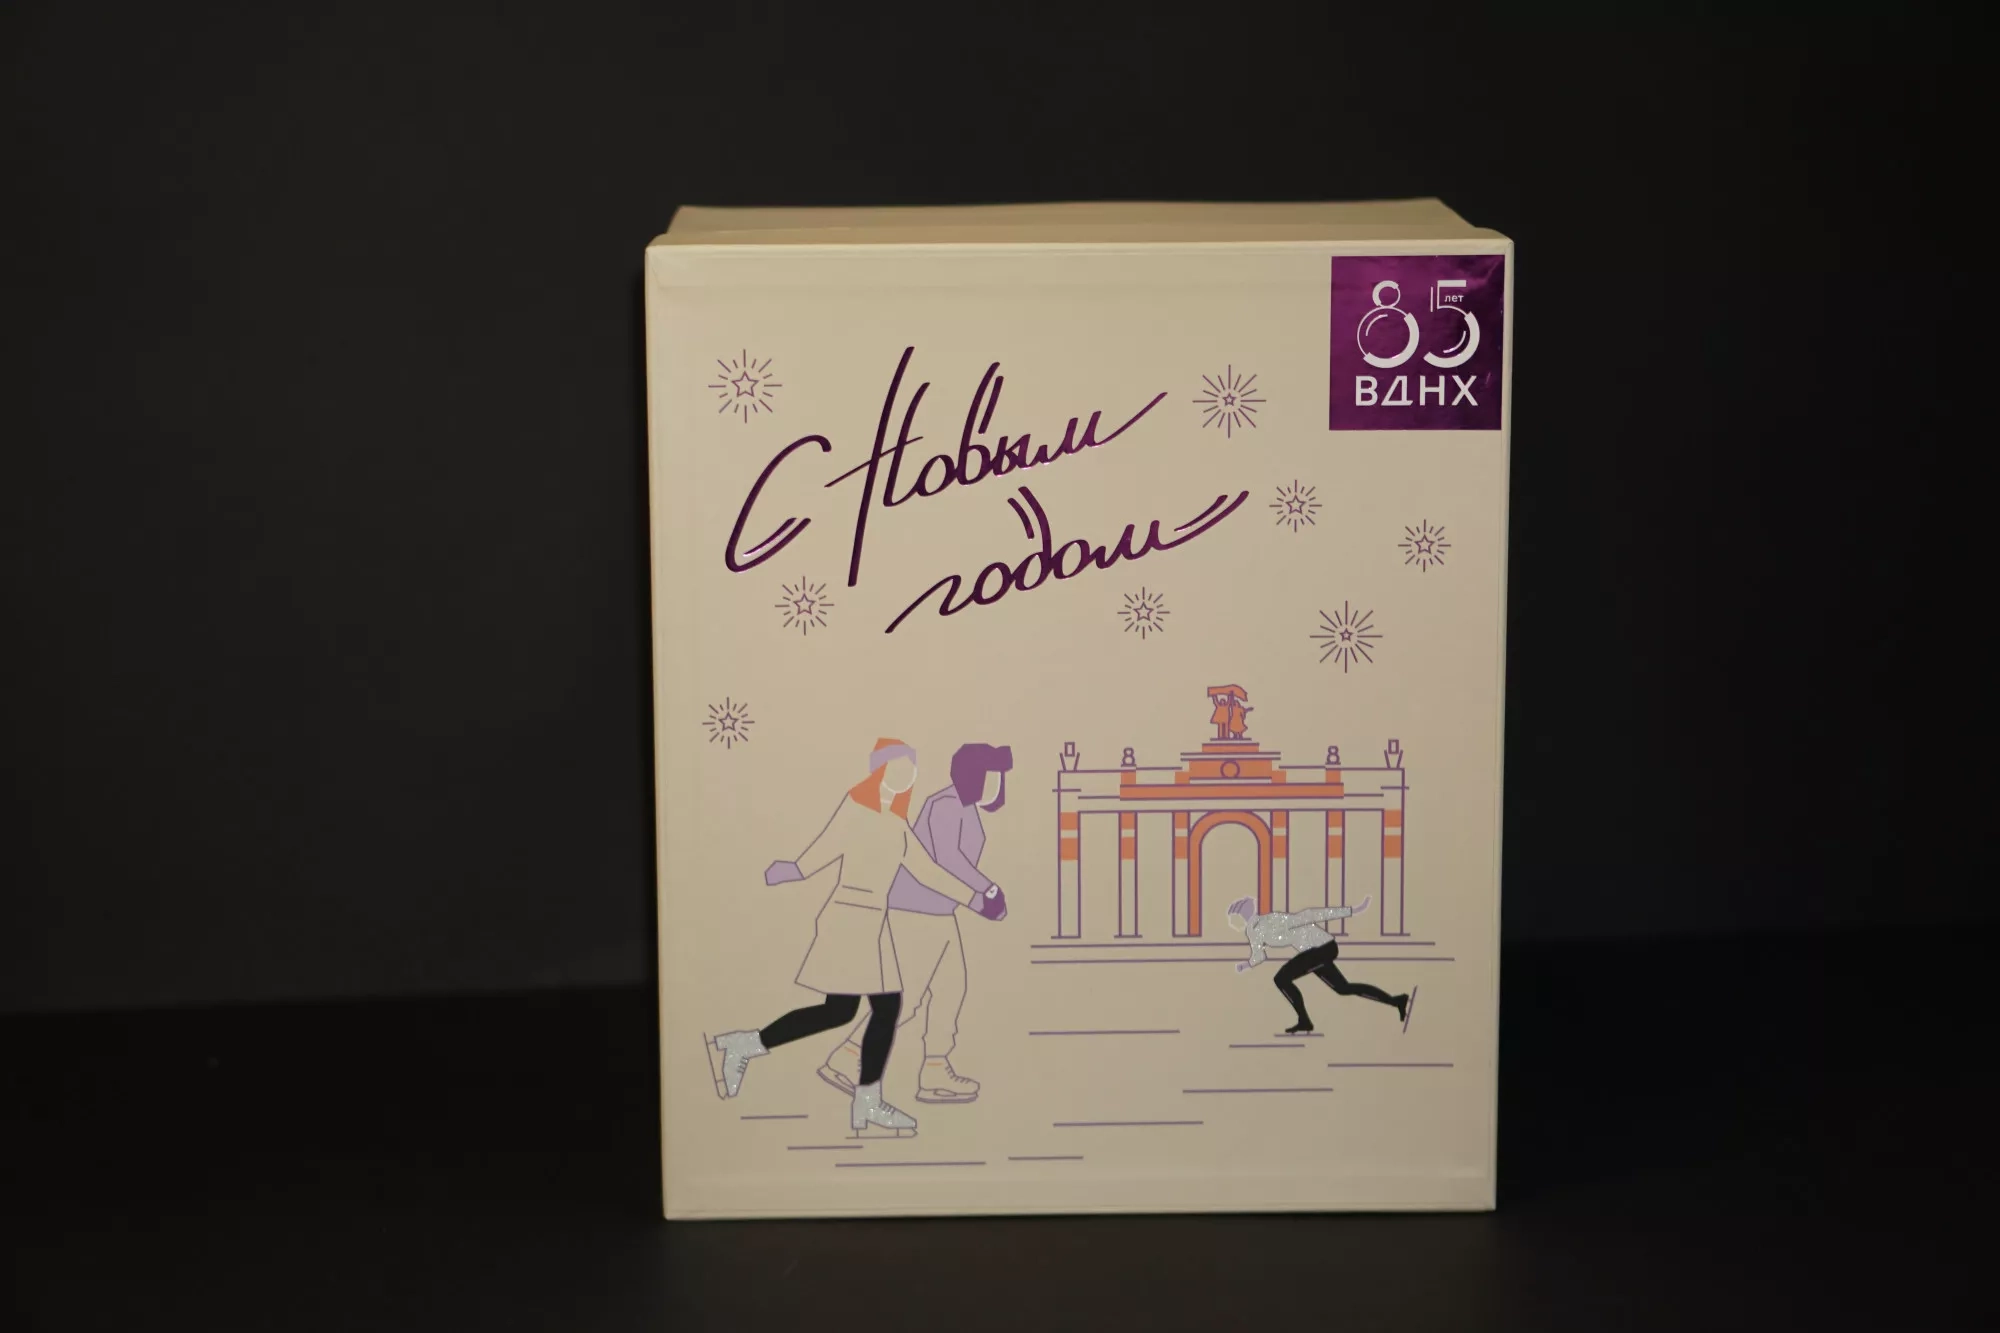 85
лет
ВДНХ
С Новым
годом